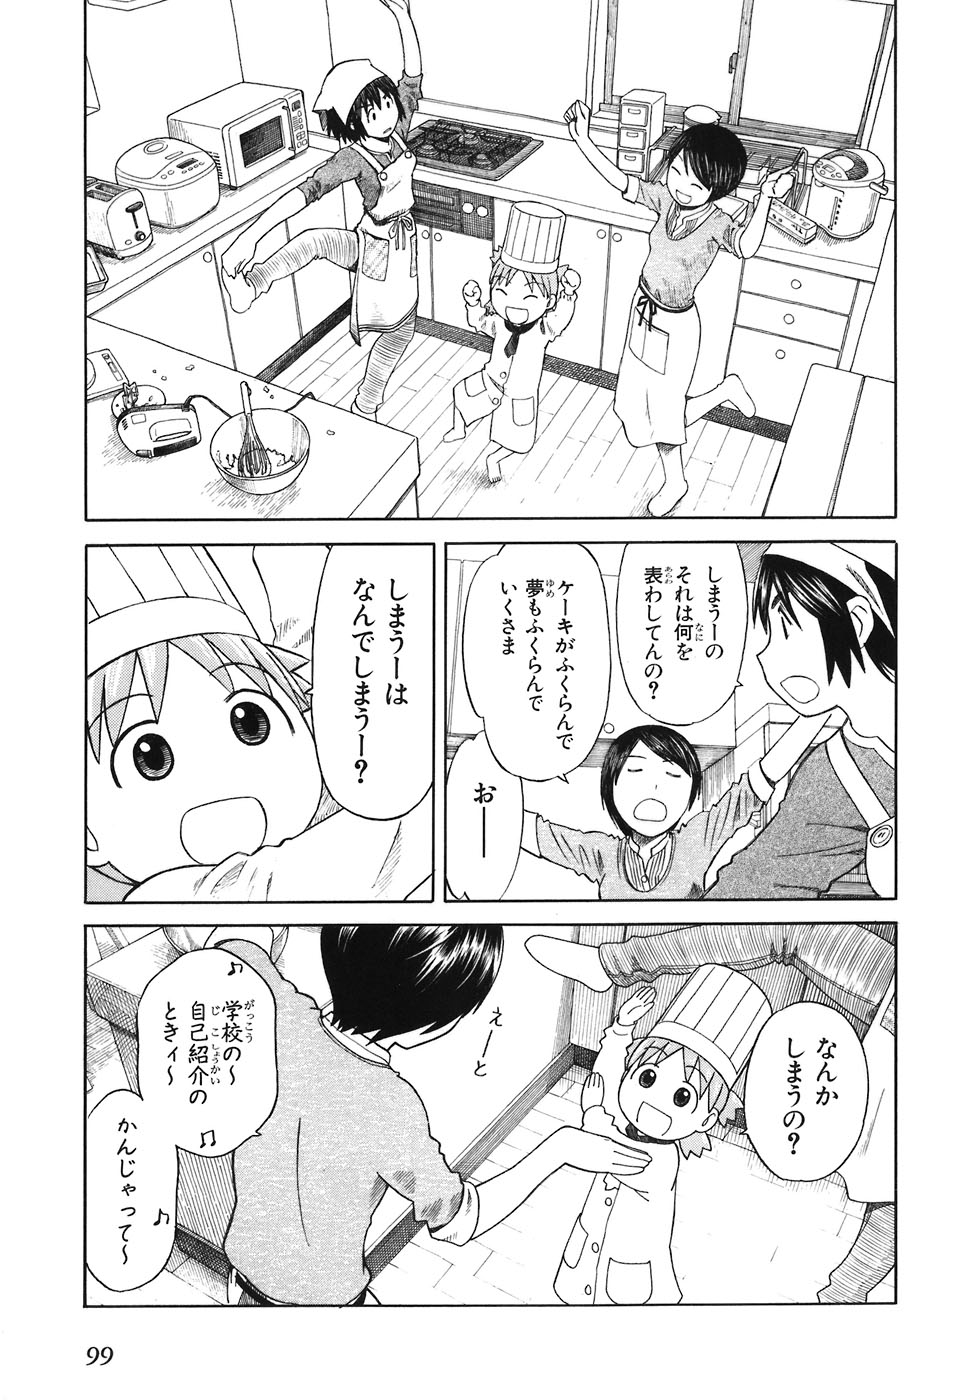 しまうーの
それは何を
表わしてんの？
ケーキがふくらんで
夢もふくらんで
いくさま
おーー
しまうーは
なんでしまうー？
なんか
しまうの？
えーと
学校の〜
自己紹介の
ときィ〜
かんじゃって〜
99